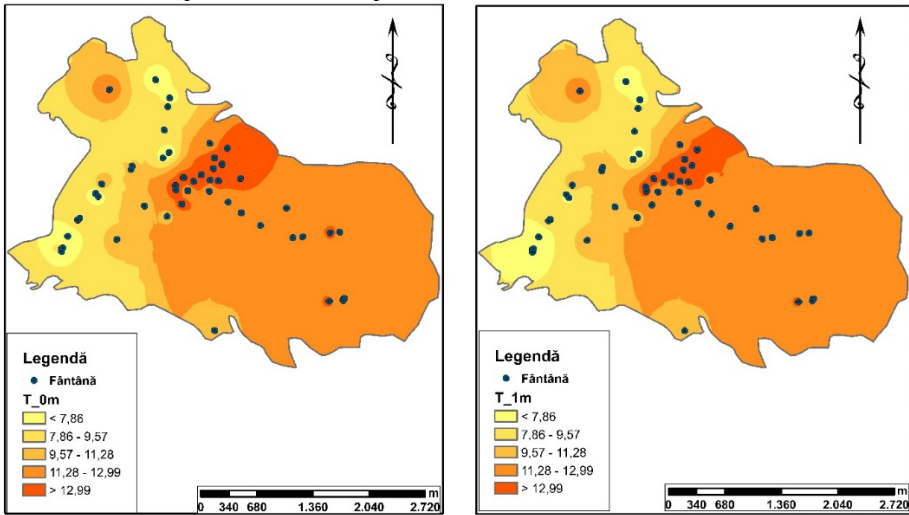 Legendă
Fântână
T_0m
< 7,86
7,86 - 9,57
9,57 - 11,28
11,28 - 12,99
> 12,99
m
0 340 680 1.360 2.040 2.720
Legendă
Fântână
T_1m
< 7,86
7,86 - 9,57
9,57 - 11,28
11,28 - 12,99
> 12,99
m
0 340 680 1.360 2.040 2.720